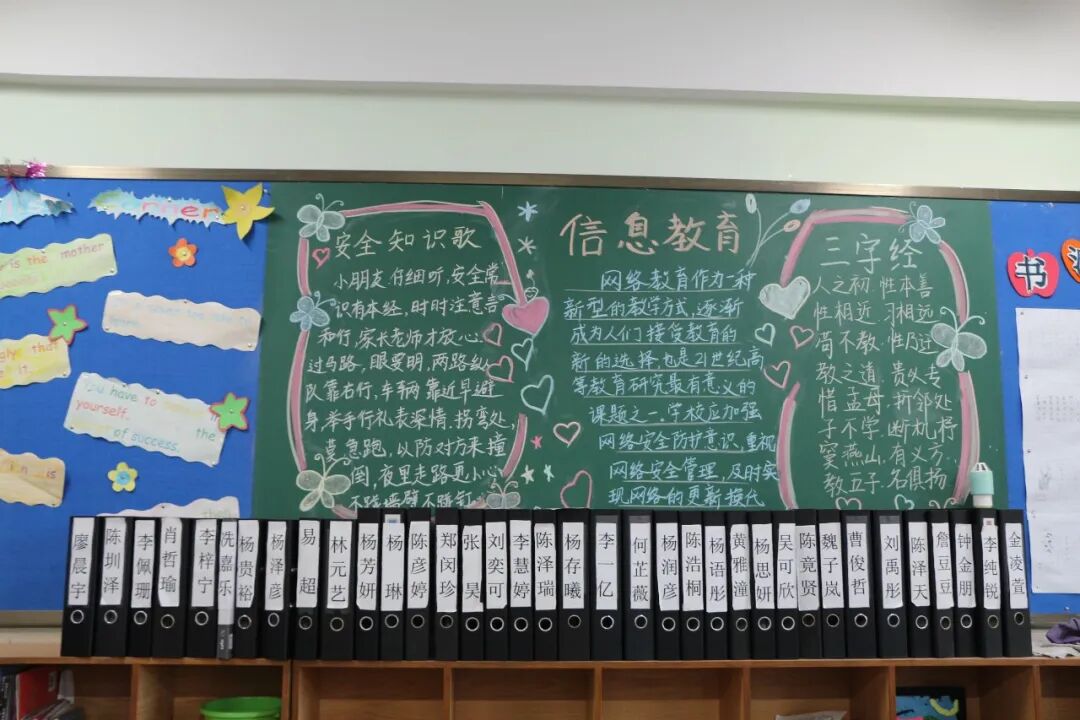 is the mother
You have to
yourself.
the
of success.
that
安全知识歌
小朋友仔细听,安全常
识有本经,时时注意言
和行,家长老师才放心。
过马路,眼要明,两路纵
队靠右行,车辆靠近早避
身,举手行礼表深情,拐弯处,
莫急跑,以防对方来撞
倒,夜里走路更小心
信息教育
网络教育作为一种
新型的教学方式,逐渐
成为人们接受教育的
新的选择,也是21世纪高
等教育研究最有意义的
课题之一,学校应加强
网络安全防护意识,重视
网络安全管理,及时实
现网络的更新换代
三字经
人之初,性本善
性相近,习相远
苟不教,性乃迁
教之道,贵以专
惜孟母,
子不学,断机杼
窦燕山,有义方
教五子,名俱扬
书
廖晨宇
陈圳泽
李佩珊
肖哲瑜
李梓宁
冼嘉乐
杨贵裕
杨泽彦
易超
林元艺
杨芳妍
杨琳
陈彦婷
郑闵珍
张昊
刘奕可
李慧婷
陈泽瑞
杨存曦
李一亿
何芷薇
杨润彦
陈浩桐
杨语彤
黄雅潼
杨思妍
吴可欣
陈竟贤
魏子岚
曹俊哲
刘禹彤
陈泽天
詹豆豆
钟金朋
李纯锐
金凌萱